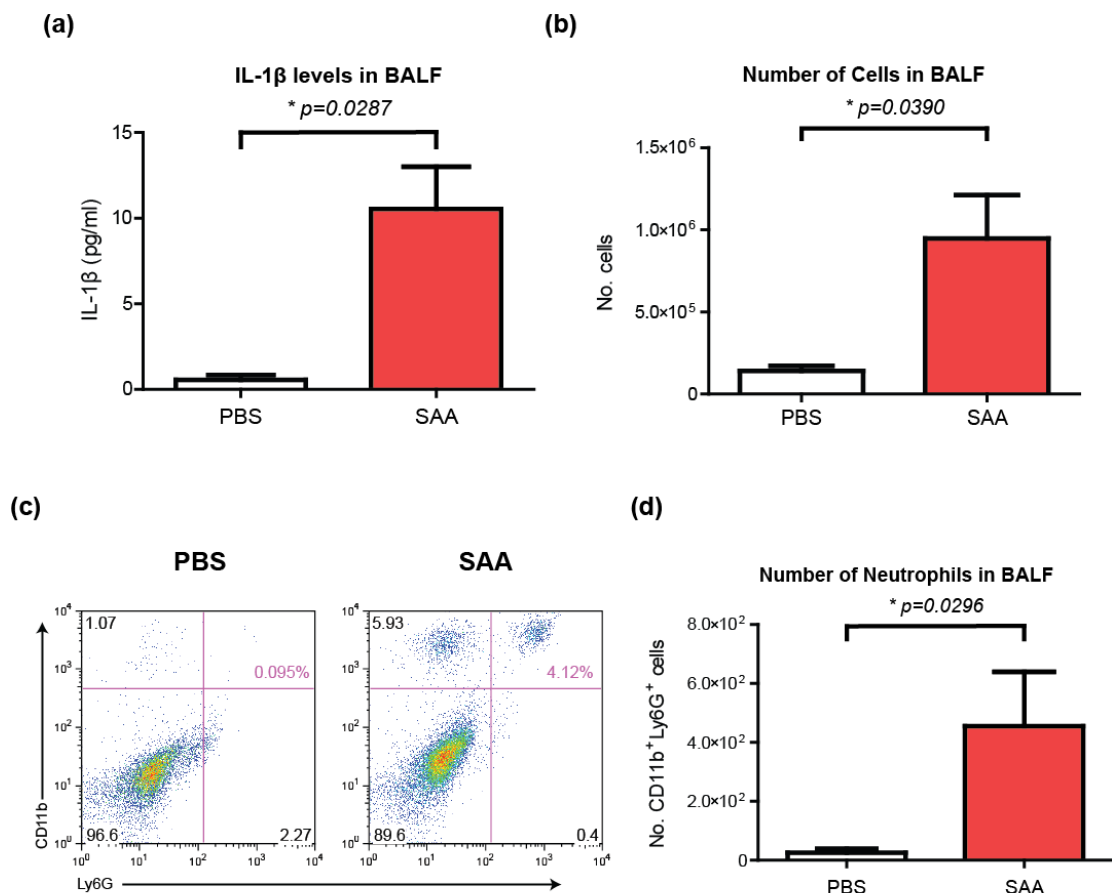 (a)
IL-1β levels in BALF
* p=0.0287
15
10
5
0
IL-1β (pg/ml)
PBS SAA
(b)
Number of Cells in BALF
* p=0.0390
1.5×10⁶
1.0×10⁶
5.0×10⁵
0
No. cells
PBS SAA
(c)
PBS
10⁴
10³
10²
10¹
10⁰
1.07
0.095%
96.6 2.27
10⁰ 10¹ 10² 10³ 10⁴
CD11b
SAA
10⁴
10³
10²
10¹
10⁰
5.93
4.12%
89.6 0.4
10⁰ 10¹ 10² 10³ 10⁴
Ly6G
(d)
Number of Neutrophils in BALF
* p=0.0296
8.0×10²
6.0×10²
4.0×10²
2.0×10²
0
No. CD11b⁺Ly6G⁺ cells
PBS SAA